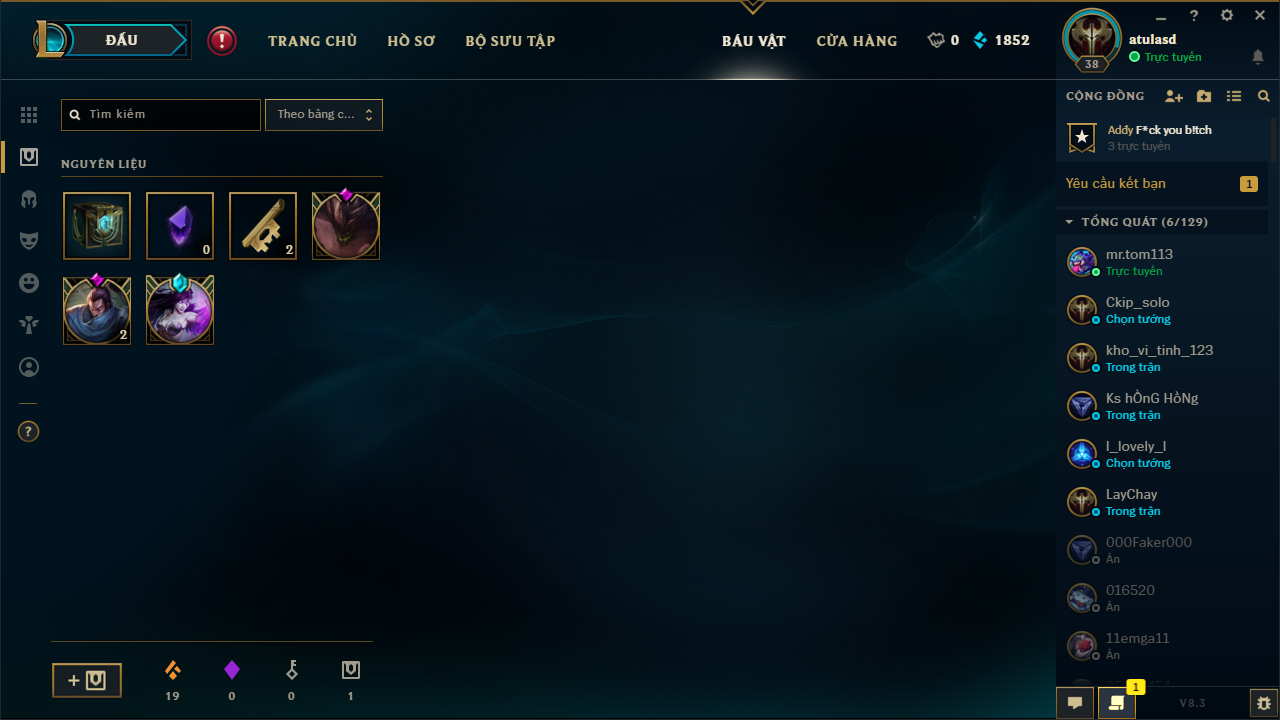 ĐẤU
TRANG CHỦ
HỒ SƠ
BỘ SƯU TẬP
BÁU VẬT
CỬA HÀNG
0
1852
38
atulasd
Trực tuyến
Tìm kiếm
Theo bảng c...
NGUYÊN LIỆU
0
2
2
CỘNG ĐỒNG
Addy F*ck you b!tch
3 trực tuyến
Yêu cầu kết bạn
1
TỔNG QUÁT (6/129)
mr.tom113
Trực tuyến
Ckip_solo
Chọn tướng
kho_vi_tinh_123
Trong trận
Ks hỒnG HồNg
Trong trận
I_lovely_I
Chọn tướng
LayChay
Trong trận
000Faker000
Ẩn
016520
Ẩn
11emga11
Ẩn
19
0
0
1
1
V8.3